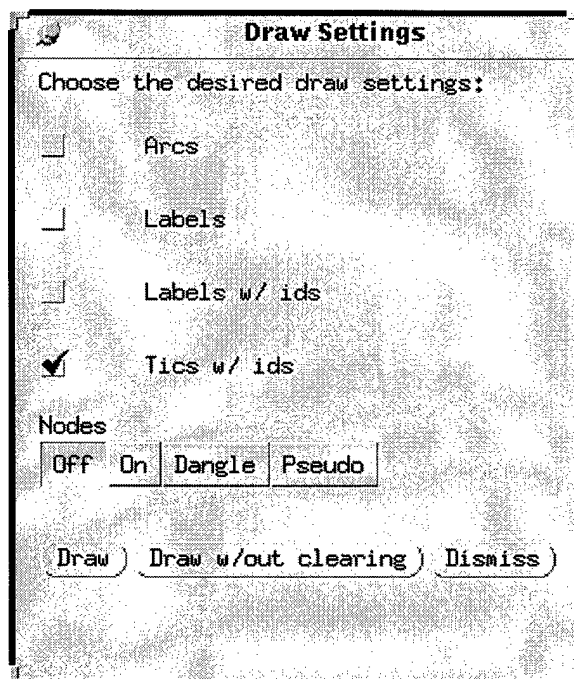 Draw Settings
Choose the desired draw settings:
Arcs
Labels
Labels w/ ids
Tics w/ ids
Nodes
Off On Dangle Pseudo
Draw Draw w/out clearing Dismiss